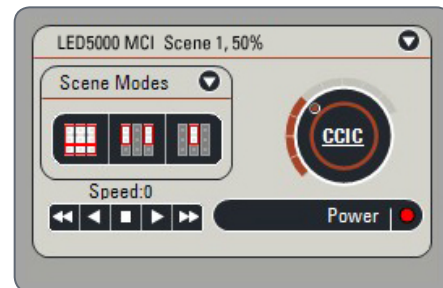 LED5000 MCI Scene 1, 50%
Scene Modes
CCIC
Speed:0
Power